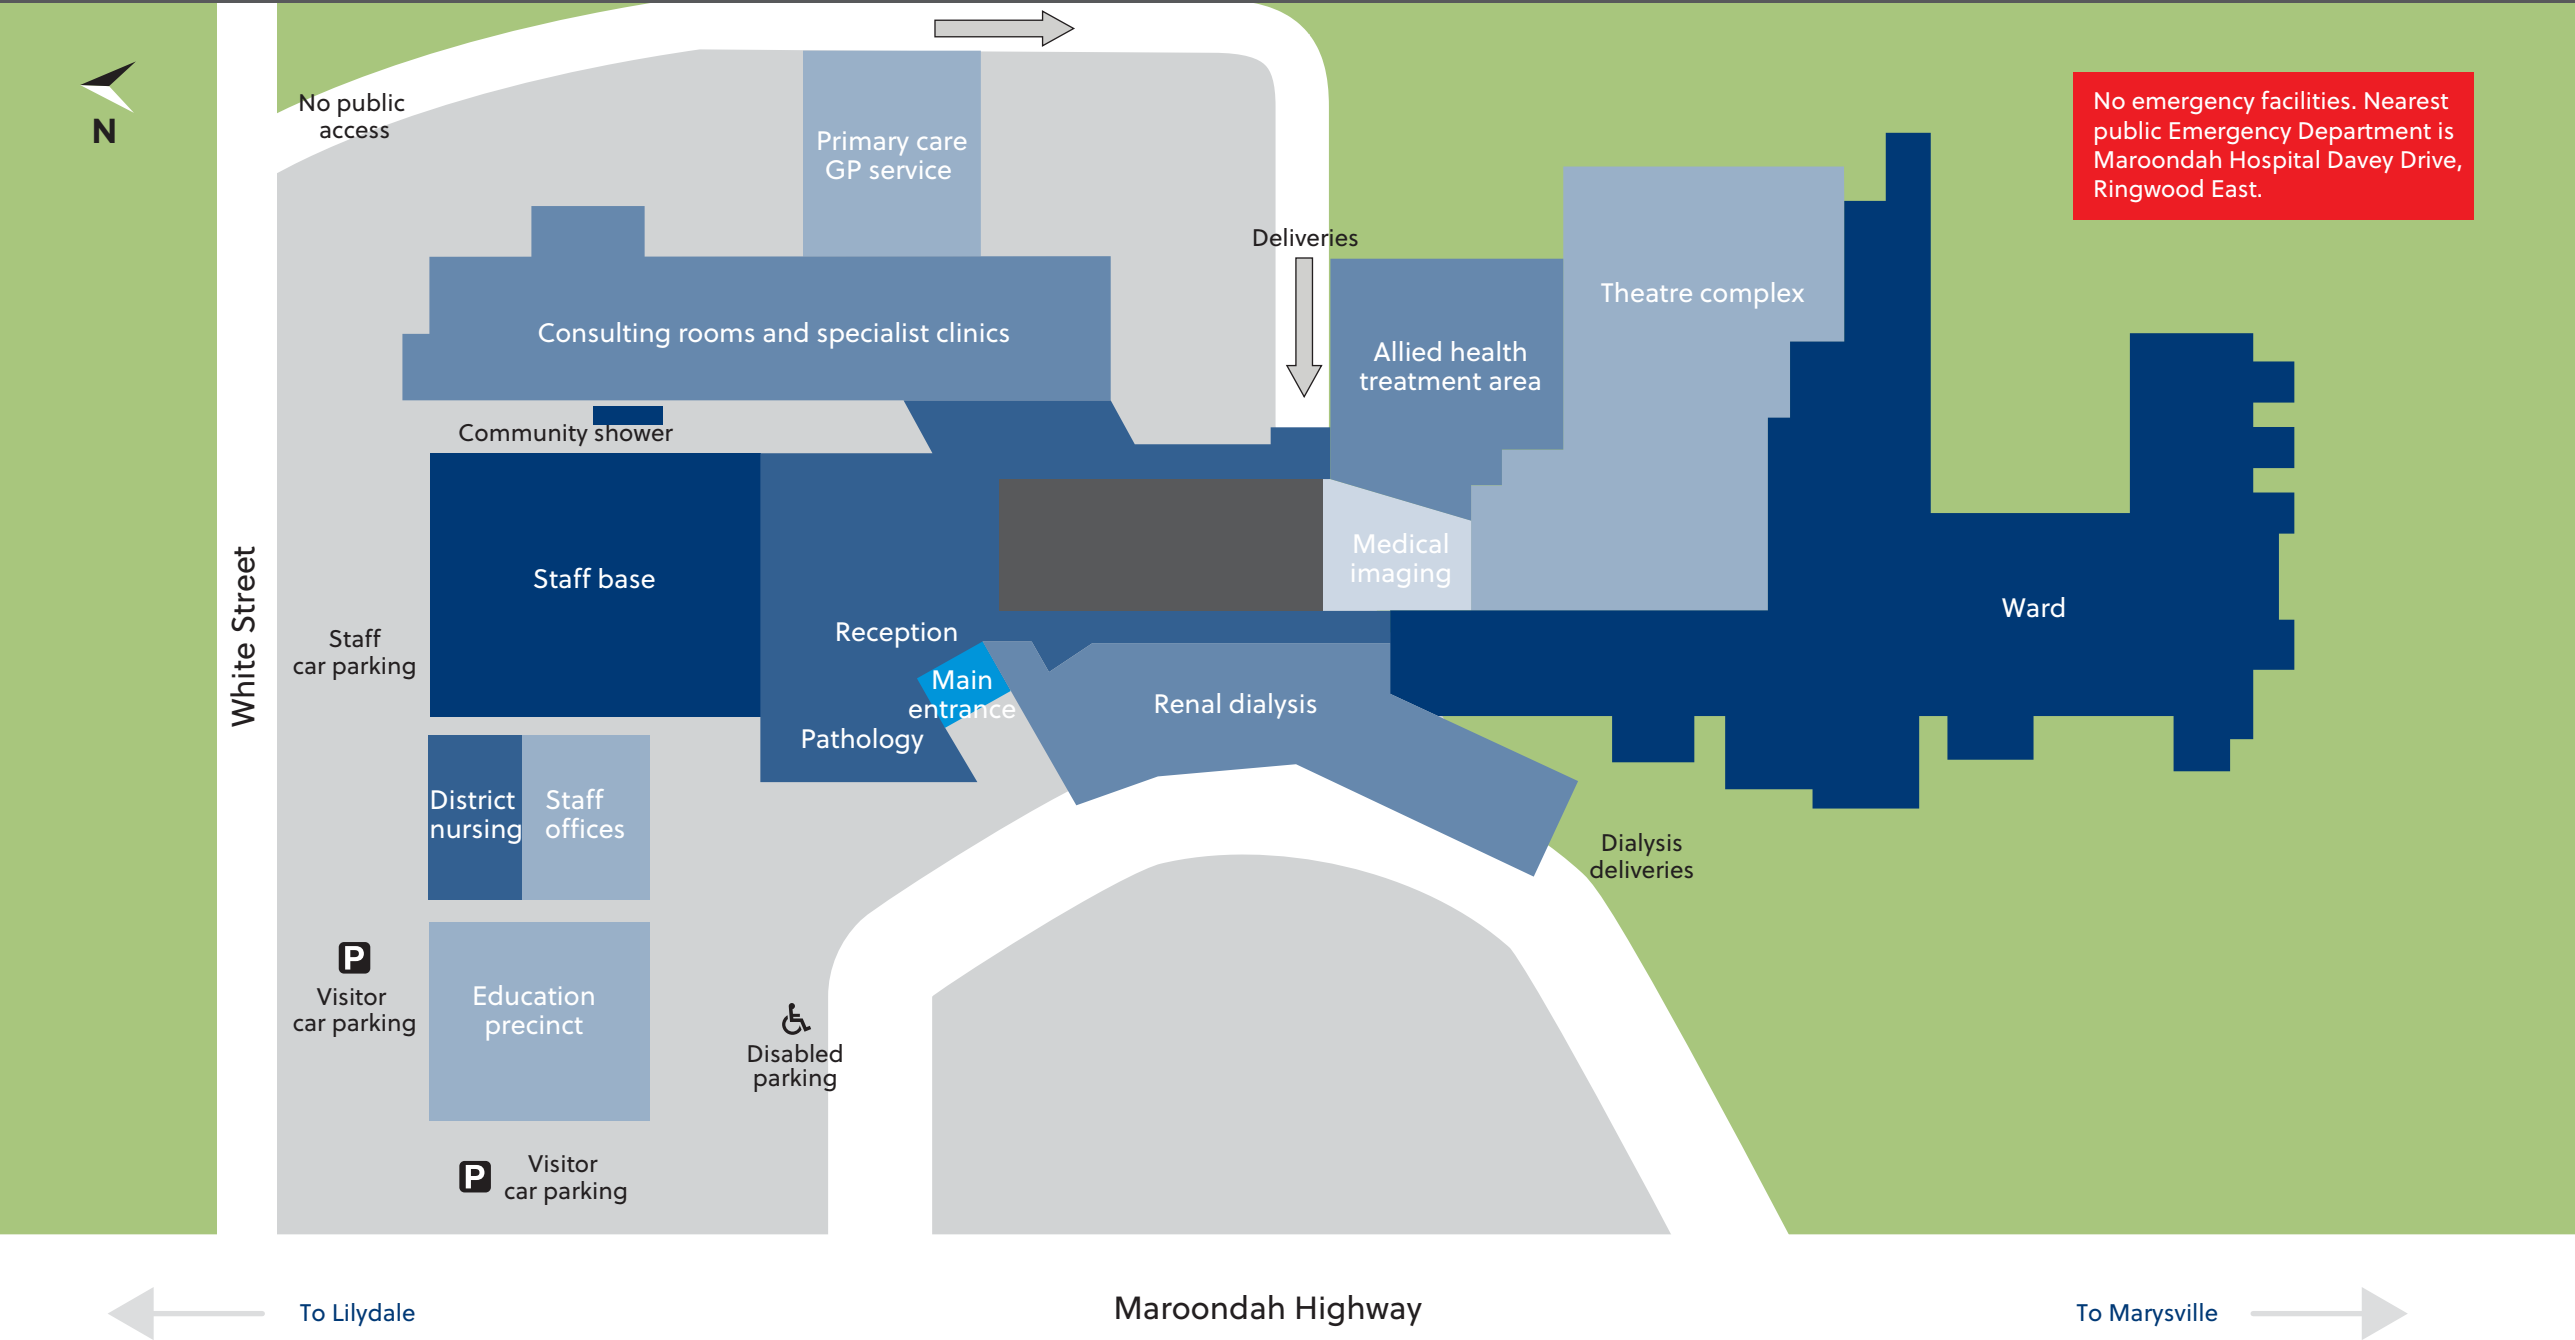 N
No public
access
Primary care
GP service
No emergency facilities. Nearest
public Emergency Department is
Maroondah Hospital Davey Drive,
Ringwood East.
Deliveries
Theatre complex
Consulting rooms and specialist clinics
Allied health
treatment area
Community shower
Staff base
Medical
imaging
Ward
White Street
Staff
car parking
Reception
Main
entrance
Renal dialysis
Pathology
District
nursing
Staff
offices
Dialysis
deliveries
P
Visitor
car parking
Education
precinct
Disabled
parking
P
Visitor
car parking
To Lilydale
Maroondah Highway
To Marysville